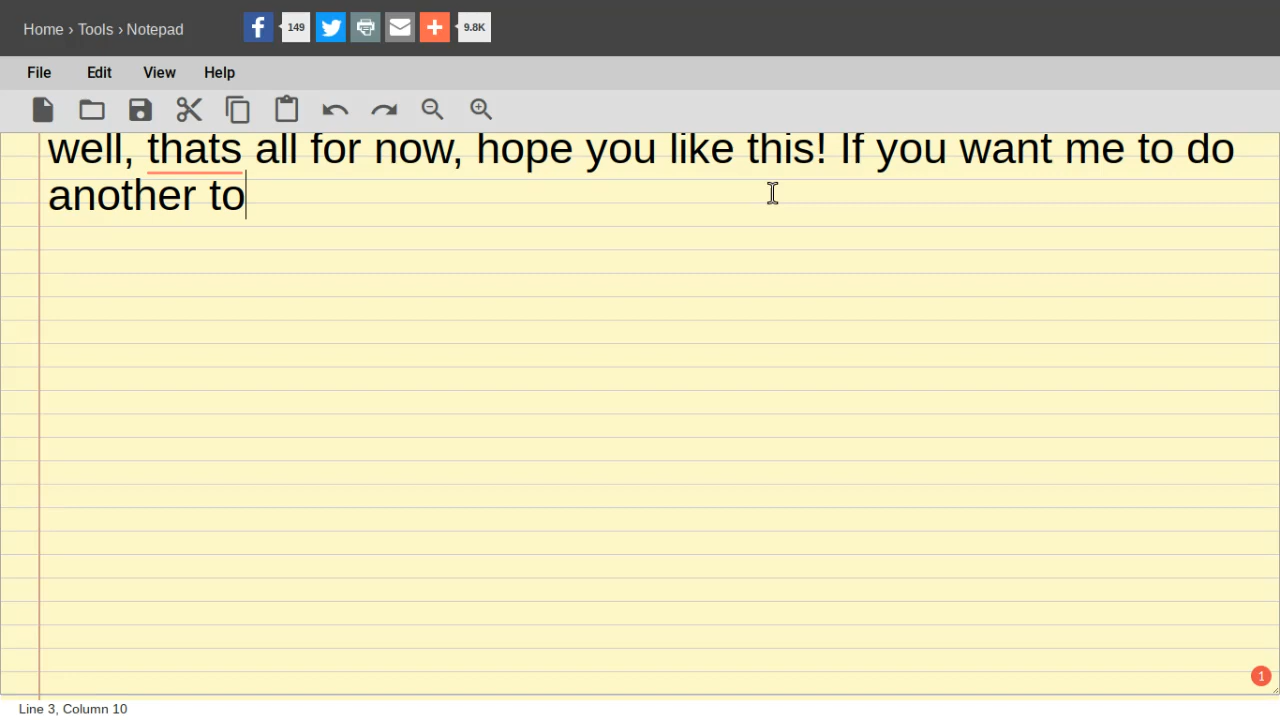 Home › Tools › Notepad
149
9.8K
File Edit View Help
well, thats all for now, hope you like this! If you want me to do
another to
1
Line 3, Column 10